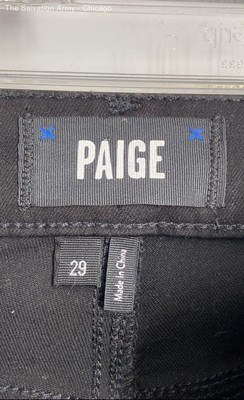 The Salvation Army - Chicago
PAIGE
29
Made In China